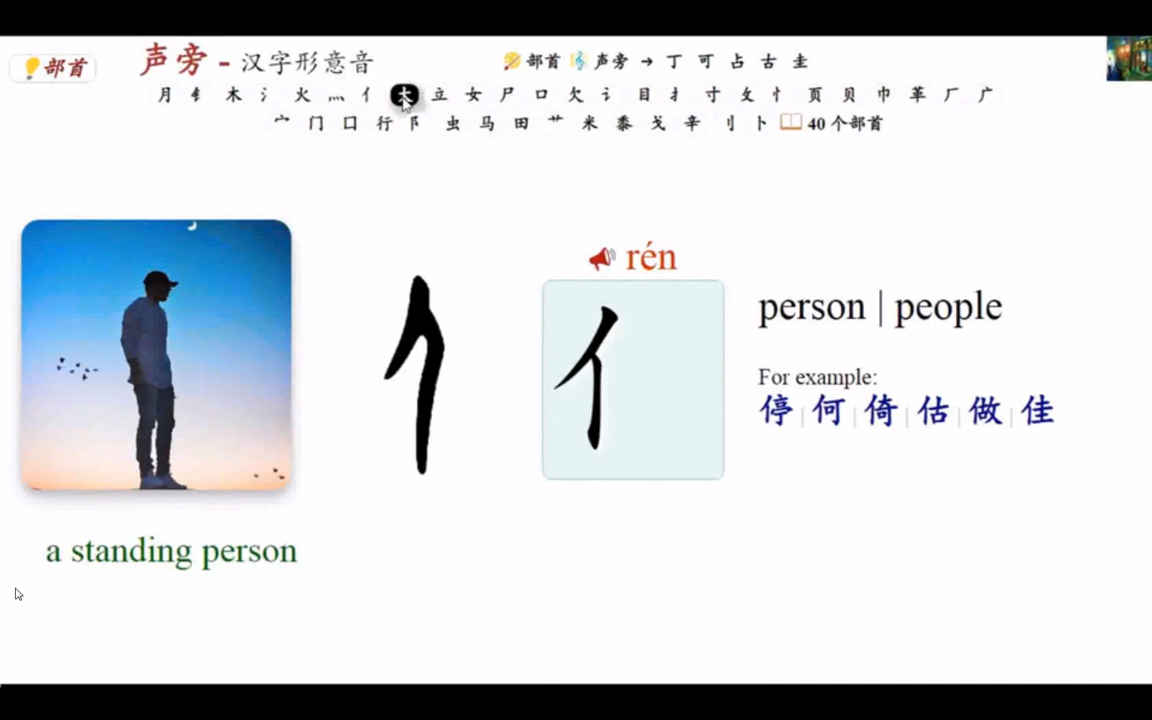 部首
声旁 - 汉字形意音
部首 声旁 → 丁 可 占 古 圭
月 钅 木 氵 火 灬 亻 大 立 女 尸 口 欠 讠 目 扌 寸 攵 忄 页 贝 巾 革 厂 广
宀 门 囗 行 阝 虫 马 田 艹 米 黍 戈 辛 刂 卜 40 个部首
rén
亻
person | people
For example:
停 | 何 | 倚 | 估 | 做 | 佳
a standing person